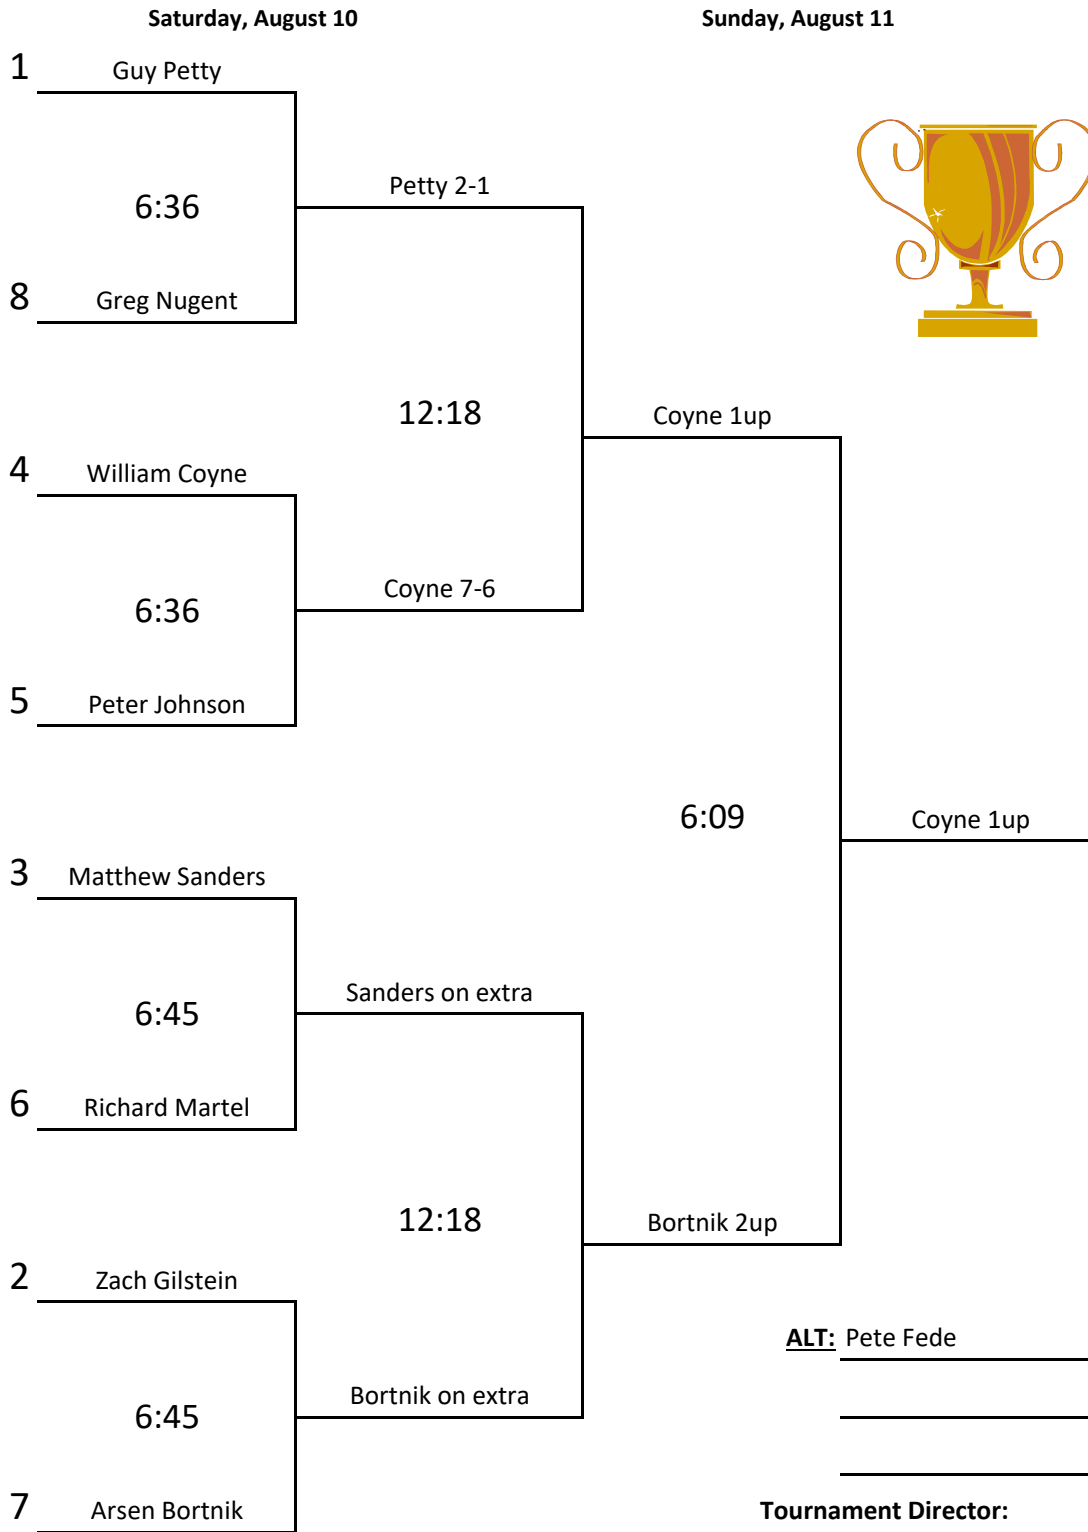 Saturday, August 10
Sunday, August 11
1 Guy Petty
Petty 2-1
6:36
8 Greg Nugent
12:18
Coyne 1up
4 William Coyne
Coyne 7-6
6:36
5 Peter Johnson
6:09
Coyne 1up
3 Matthew Sanders
Sanders on extra
6:45
6 Richard Martel
12:18
Bortnik 2up
2 Zach Gilstein
ALT: Pete Fede
Bortnik on extra
6:45
7 Arsen Bortnik
Tournament Director: